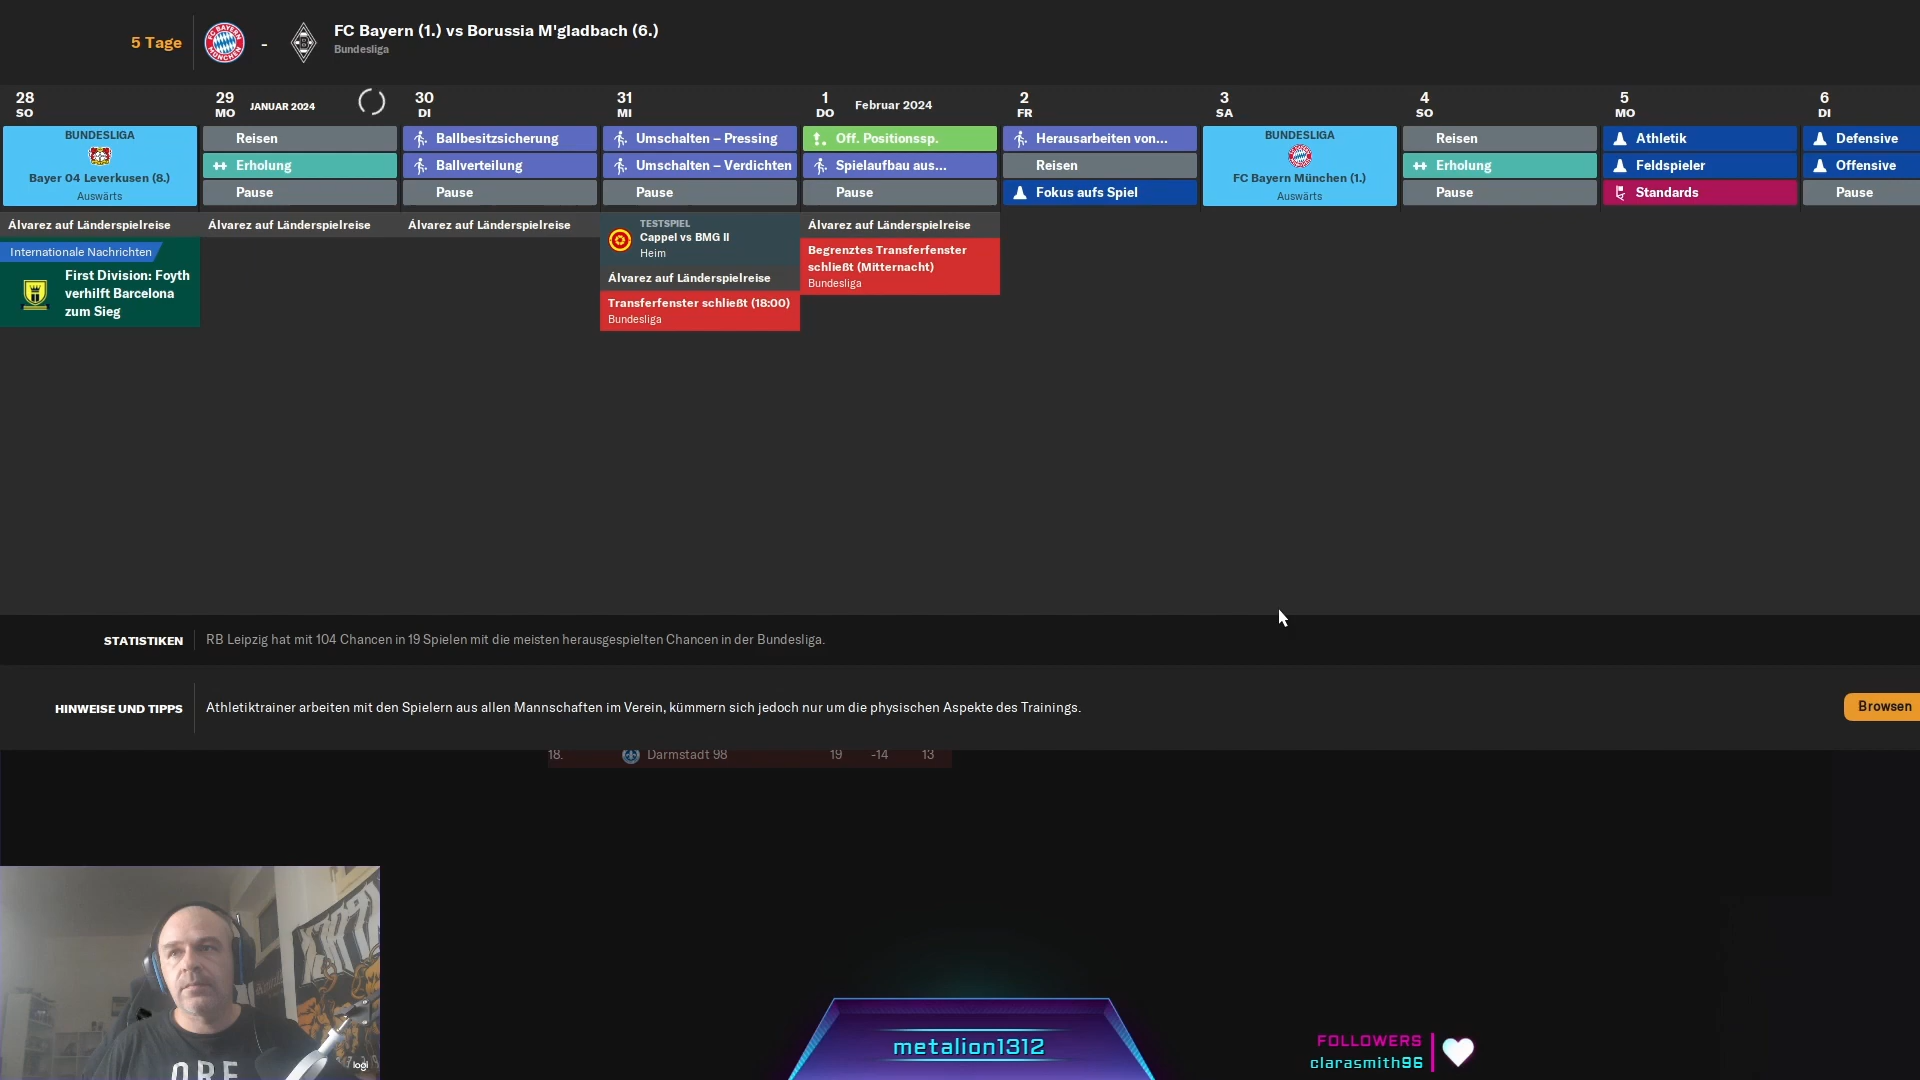 5 Tage
-
FC Bayern (1.) vs Borussia M'gladbach (6.)
Bundesliga
28
SO
29
MO
JANUAR 2024
30
DI
31
MI
1
DO
Februar 2024
2
FR
3
SA
4
SO
5
MO
6
DI
BUNDESLIGA
Bayer 04 Leverkusen (8.)
Auswärts
Reisen
Erholung
Pause
Ballbesitzsicherung
Ballverteilung
Pause
Umschalten – Pressing
Umschalten – Verdichten
Pause
Off. Positionssp.
Spielaufbau aus...
Pause
Herausarbeiten von...
Reisen
Fokus aufs Spiel
BUNDESLIGA
FC Bayern München (1.)
Auswärts
Reisen
Erholung
Pause
Athletik
Feldspieler
Standards
Defensive
Offensive
Pause
Álvarez auf Länderspielreise
Internationale Nachrichten
First Division: Foyth
verhilft Barcelona
zum Sieg
Álvarez auf Länderspielreise
Álvarez auf Länderspielreise
TESTSPIEL
Cappel vs BMG II
Heim
Álvarez auf Länderspielreise
Transferfenster schließt (18:00)
Bundesliga
Álvarez auf Länderspielreise
Begrenztes Transferfenster
schließt (Mitternacht)
Bundesliga
STATISTIKEN
RB Leipzig hat mit 104 Chancen in 19 Spielen mit die meisten herausgespielten Chancen in der Bundesliga.
HINWEISE UND TIPPS
Athletiktrainer arbeiten mit den Spielern aus allen Mannschaften im Verein, kümmern sich jedoch nur um die physischen Aspekte des Trainings.
Browsen
18. Darmstadt 98 19 -14 13
logi
metalion1312
FOLLOWERS
clarasmith96